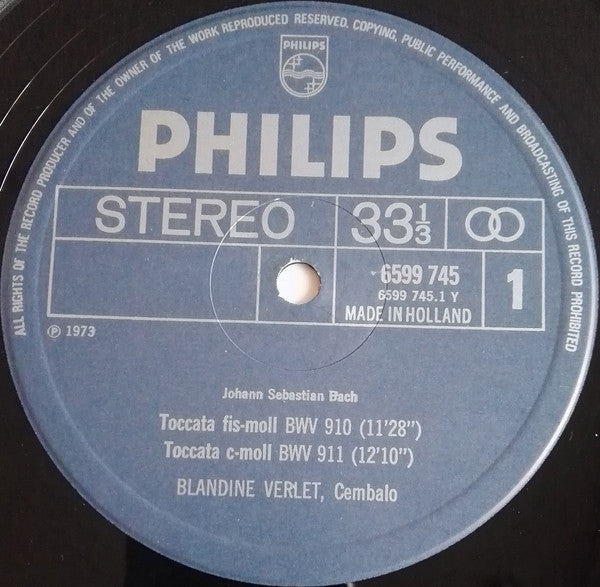 ALL RIGHTS OF THE RECORD PRODUCER AND OF THE OWNER OF THE WORK REPRODUCED RESERVED. COPYING, PUBLIC PERFORMANCE AND BROADCASTING OF THIS RECORD PROHIBITED
PHILIPS
PHILIPS
STEREO 33⅓
6599 745
6599 745.1 Y
MADE IN HOLLAND
1
℗ 1973
Johann Sebastian Bach
Toccata fis-moll BWV 910 (11'28")
Toccata c-moll BWV 911 (12'10")
BLANDINE VERLET, Cembalo